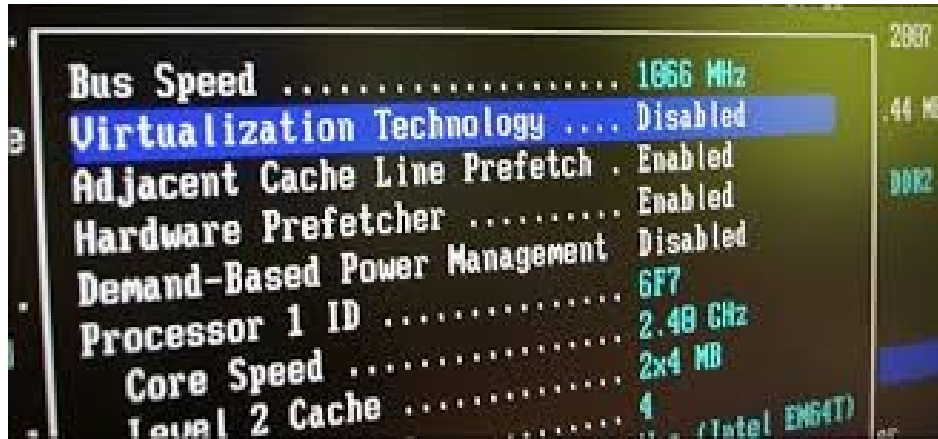 2007
Bus Speed .................... 1066 MHz
Virtualization Technology .... Disabled
.44 M
Adjacent Cache Line Prefetch . Enabled
Hardware Prefetcher .......... Enabled
DDR2
Demand-Based Power Management Disabled
Processor 1 ID ............... 6F7
Core Speed ................. 2.40 GHz
Level 2 Cache .............. 2x4 MB
4
(Intel EM64T)